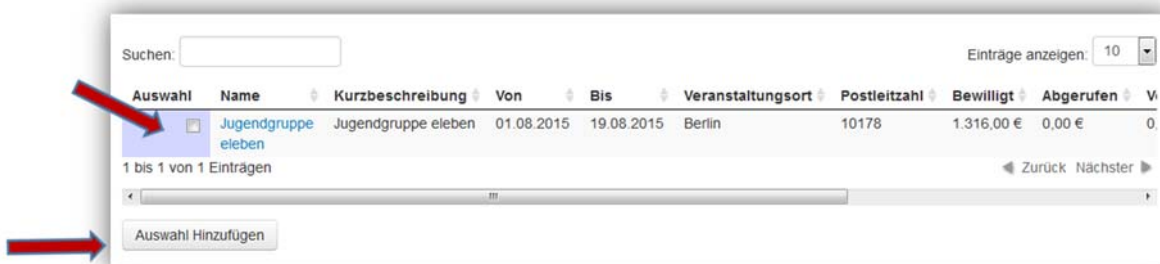 Suchen: Einträge anzeigen: 10
Auswahl Name Kurzbeschreibung Von Bis Veranstaltungsort Postleitzahl Bewilligt Abgerufen
Jugendgruppe eleben Jugendgruppe eleben 01.08.2015 19.08.2015 Berlin 10178 1.316,00 € 0,00 € 0,
1 bis 1 von 1 Einträgen Zurück Nächster
Auswahl Hinzufügen